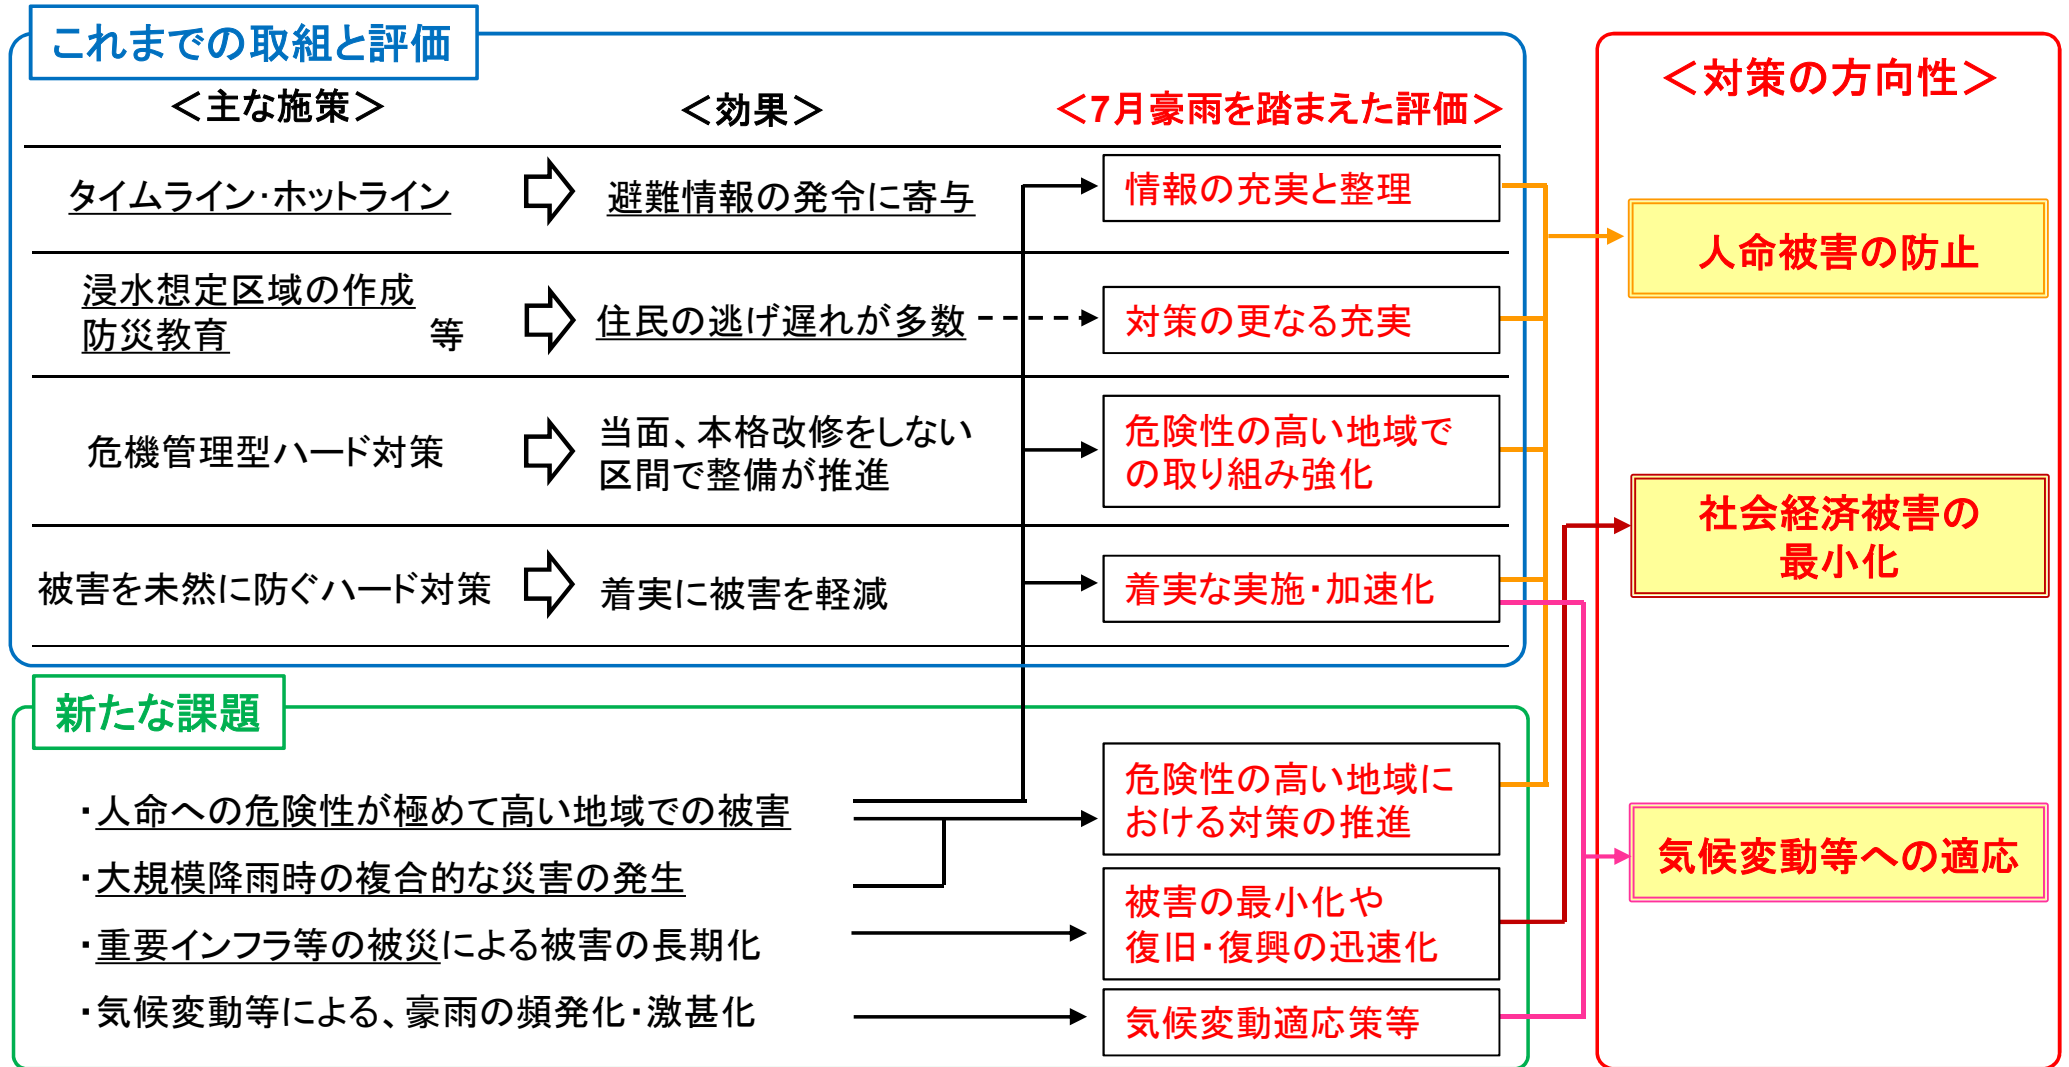 これまでの取組と評価
＜主な施策＞
＜効果＞
＜7月豪雨を踏まえた評価＞
タイムライン・ホットライン
避難情報の発令に寄与
情報の充実と整理
浸水想定区域の作成
防災教育　等
住民の逃げ遅れが多数
対策の更なる充実
危機管理型ハード対策
当面、本格改修をしない
区間で整備が推進
危険性の高い地域で
の取り組み強化
被害を未然に防ぐハード対策
着実に被害を軽減
着実な実施・加速化
新たな課題
・人命への危険性が極めて高い地域での被害
・大規模降雨時の複合的な災害の発生
・重要インフラ等の被災による被害の長期化
・気候変動等による、豪雨の頻発化・激甚化
危険性の高い地域に
おける対策の推進
被害の最小化や
復旧・復興の迅速化
気候変動適応策等
＜対策の方向性＞
人命被害の防止
社会経済被害の
最小化
気候変動等への適応